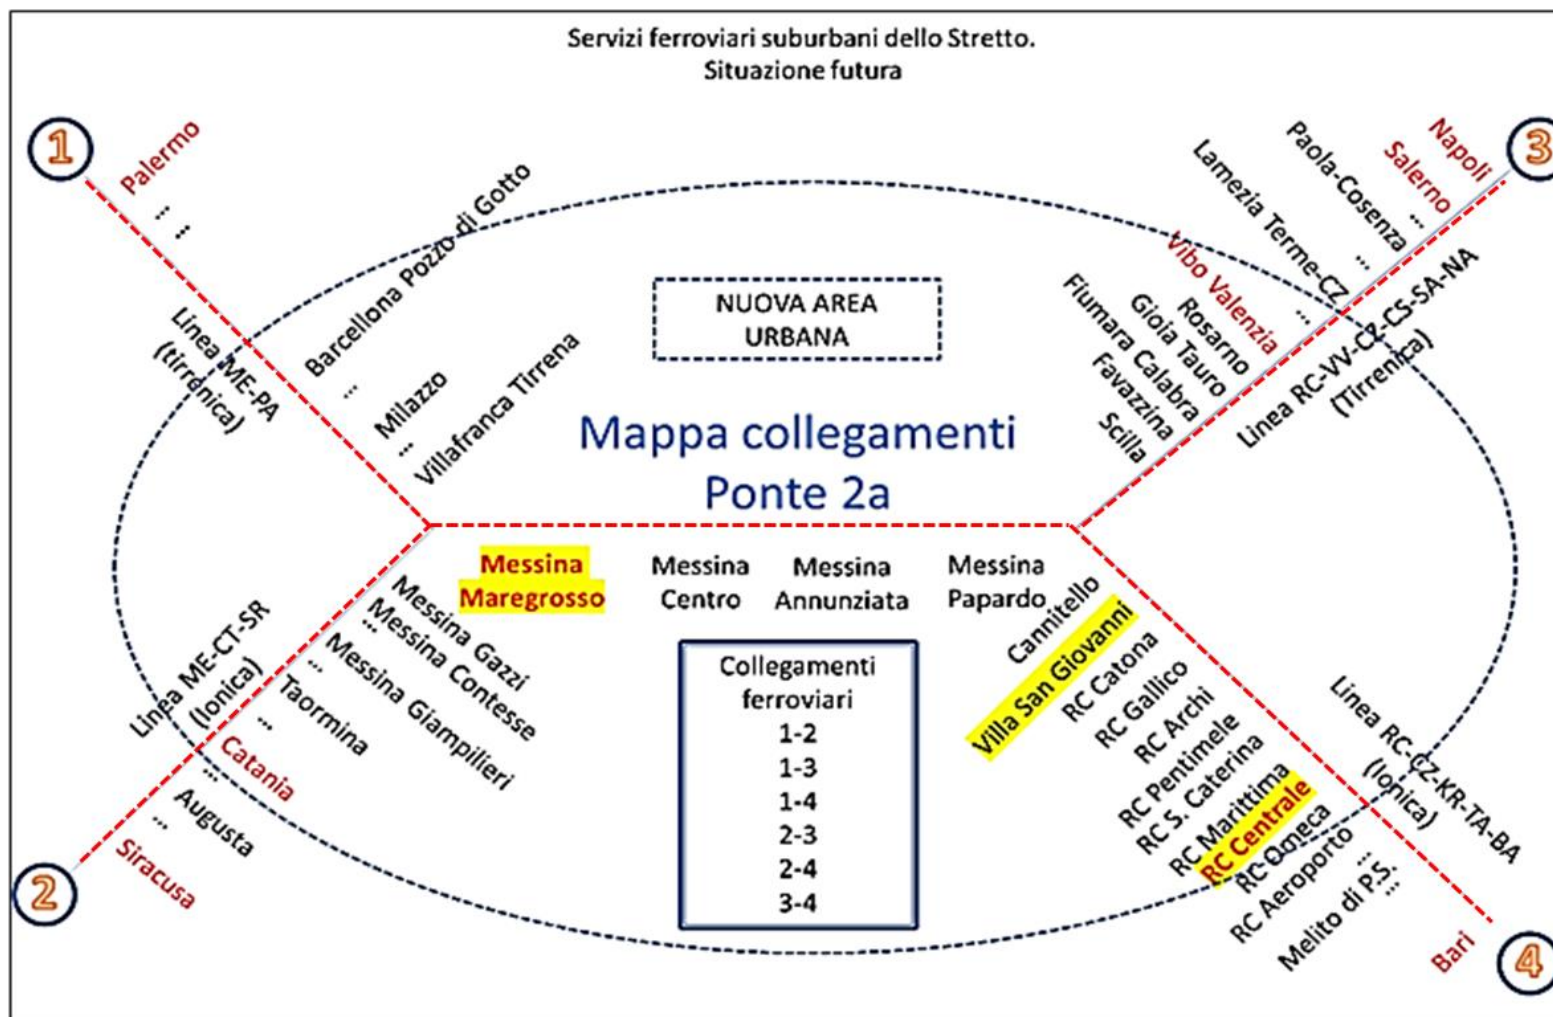 Servizi ferroviari suburbani dello Stretto.
Situazione futura
1
Palermo
...
Linea ME-PA
(tirrenica)
Barcellona Pozzo di Gotto
...
Milazzo
...
Villafranca Tirrena
NUOVA AREA
URBANA
Mappa collegamenti
Ponte 2a
3
Napoli
Salerno
...
Paola-Cosenza
...
Lamezia Terme-CZ
...
Vibo Valenzia
Rosarno
Gioia Tauro
Fiumara Calabra
Favazzina
Scilla
Linea RC-VV-CZ-CS-SA-NA
(Tirrenica)
Messina
Maregrosso
Messina
Centro
Messina
Annunziata
Messina
Papardo
Messina Gazzi
Messina Contesse
...
Messina Giampilieri
...
Taormina
...
Catania
...
Augusta
...
Siracusa
Linea ME-CT-SR
(Ionica)
2
Collegamenti
ferroviari
1-2
1-3
1-4
2-3
2-4
3-4
Cannitello
Villa San Giovanni
RC Catona
RC Gallico
RC Archi
RC Pentimele
RC S. Caterina
RC Marittima
RC Centrale
RC Omeca
RC Aeroporto
...
Melito di P.S.
...
Bari
Linea RC-CZ-KR-TA-BA
(Ionica)
4